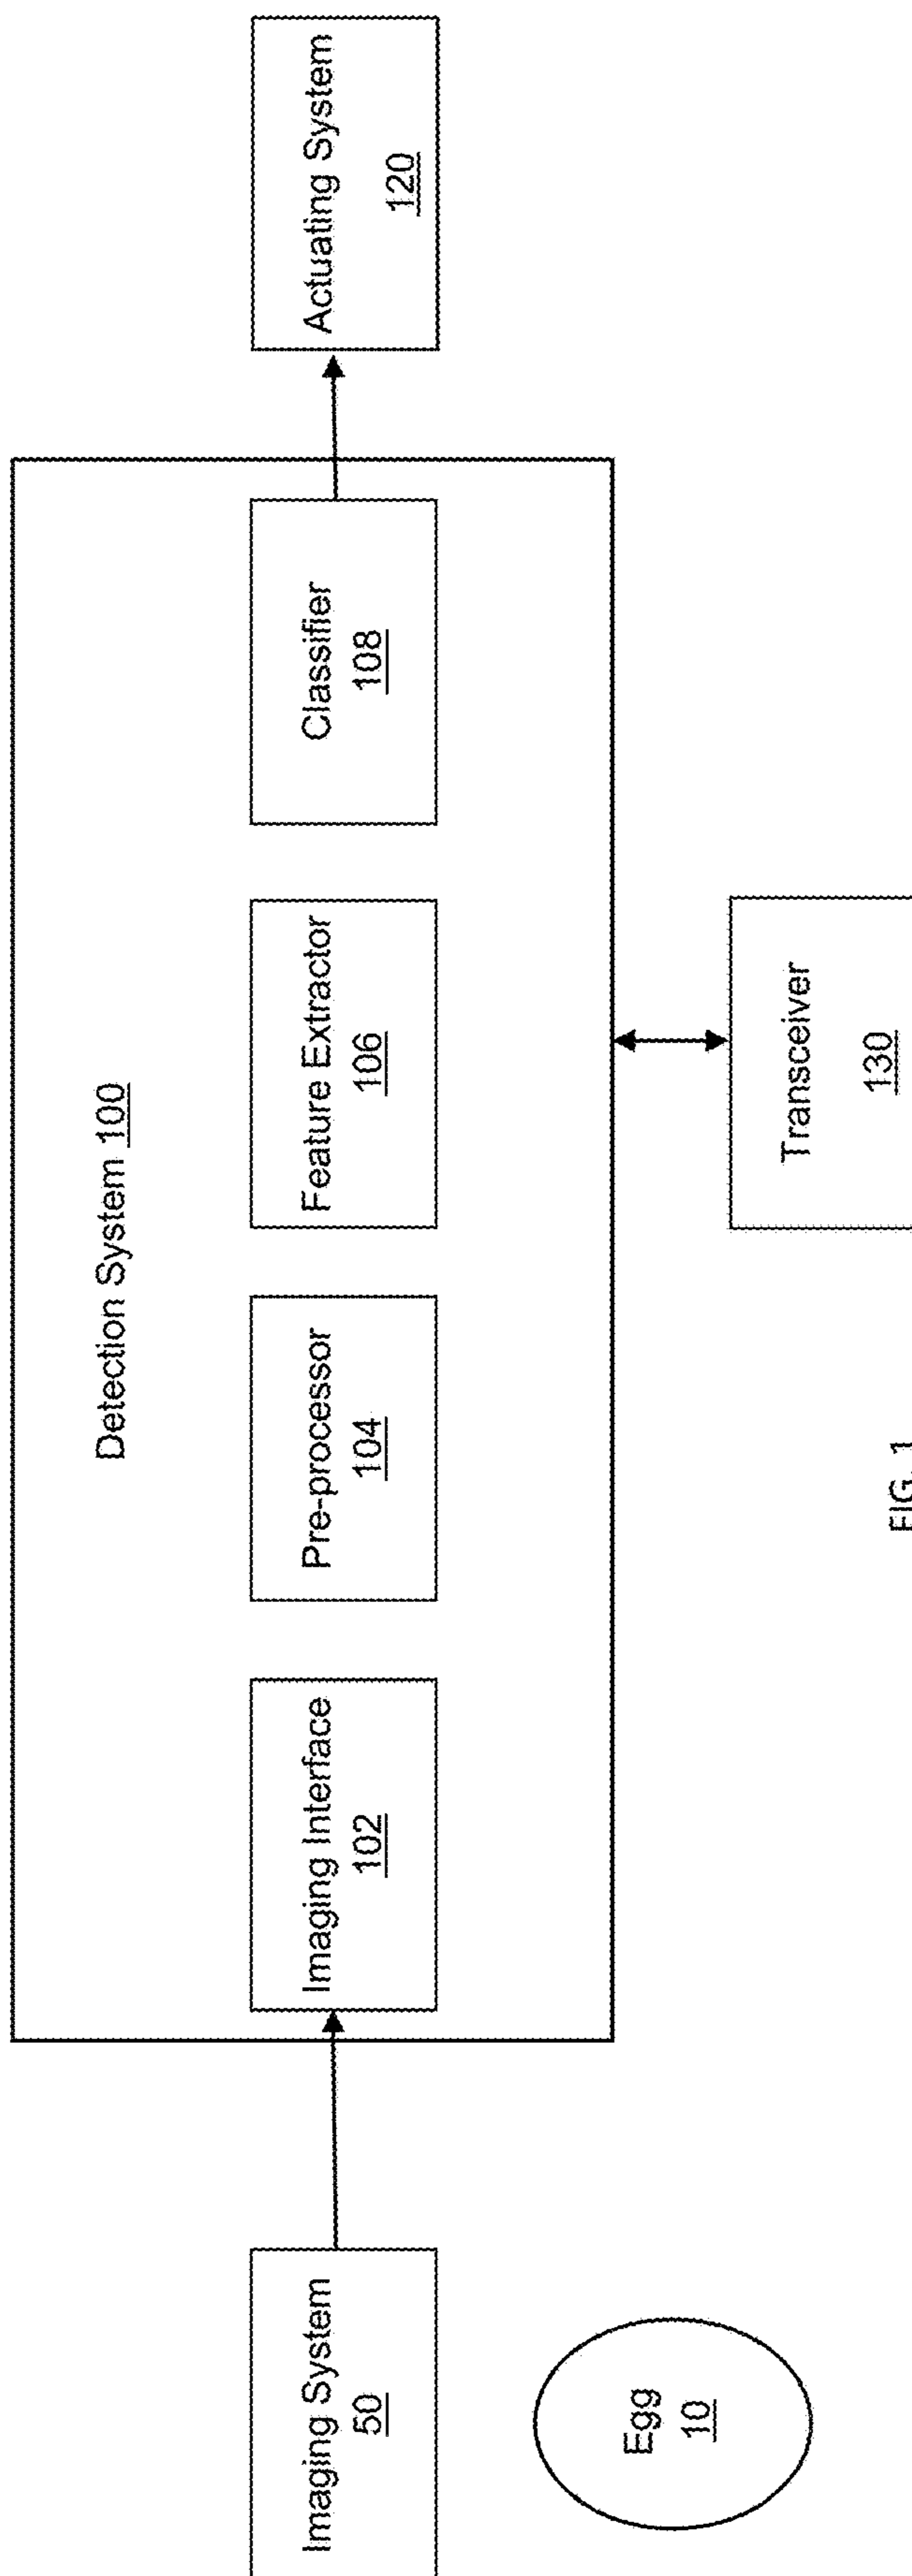 Detection System 100
Imaging System
50
Imaging Interface
102
Pre-processor
104
Feature Extractor
106
Classifier
108
Actuating System
120
Egg
10
Transceiver
130
FIG. 1